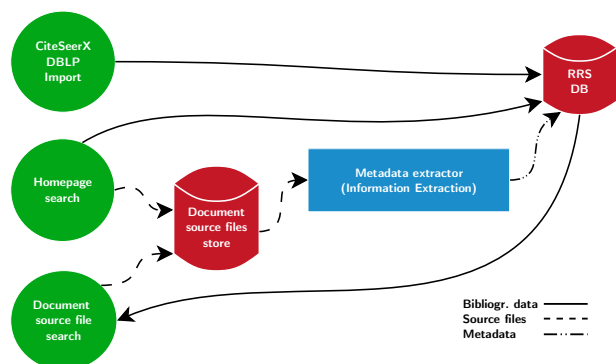 CiteSeerX
DBLP
Import
RRS
DB
Homepage
search
Document
source files
store
Metadata extractor
(Information Extraction)
Document
source file
search
Bibliogr. data
Source files
Metadata